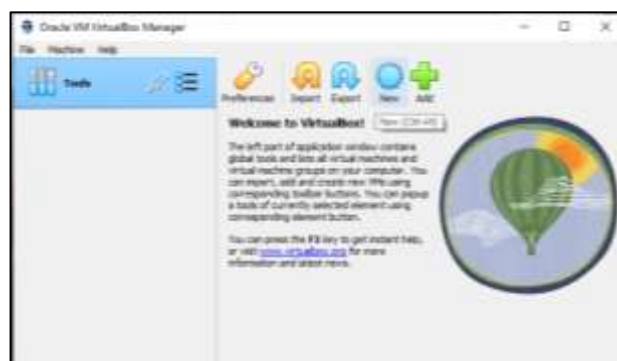 Oracle VM VirtualBox Manager
File Machine Help
Tools
Preferences Import Export New Add
Welcome to VirtualBox!
New (Ctrl+N)
The left part of application window contains
global tools and lists all virtual machines and
virtual machine groups on your computer. You
can import, add and create new VMs using
corresponding toolbar buttons. You can popup
a tools of currently selected element using
corresponding element button.
You can press the F1 key to get instant help,
or visit www.virtualbox.org for more
information and latest news.